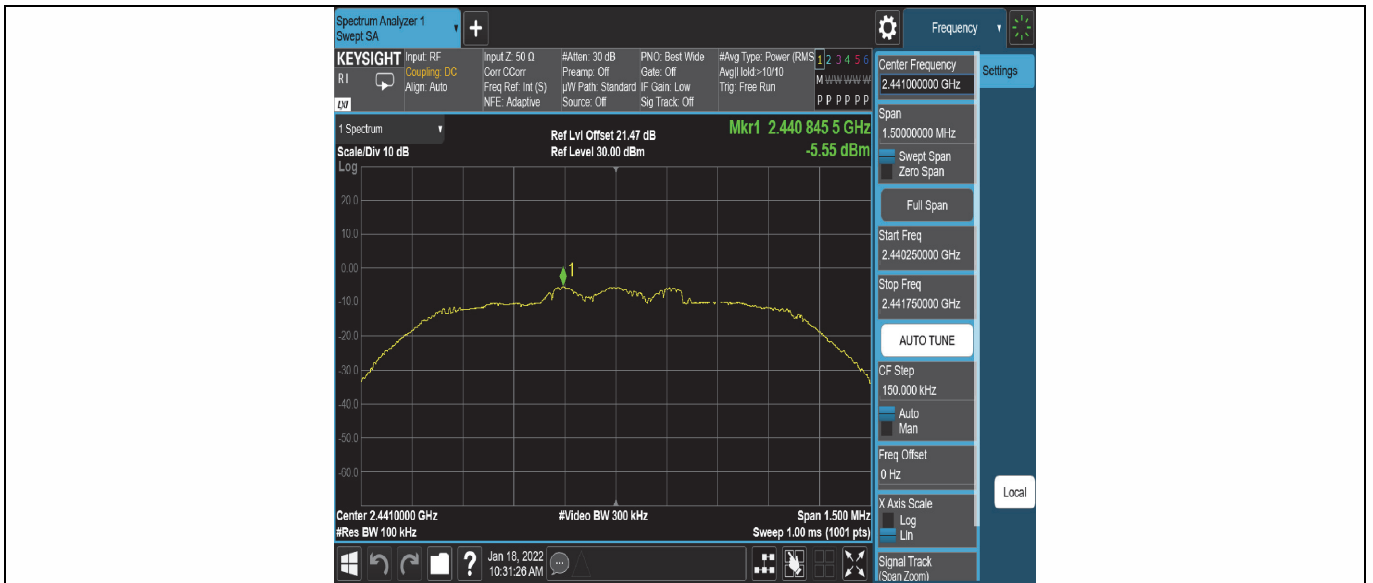 Spectrum Analyzer 1
Swept SA
+
Frequency
KEYSIGHT
R I
LXI
Input: RF
Coupling: DC
Align: Auto
Input Z: 50 Ω
Corr CCorr
Freq Ref: Int (S)
NFE: Adaptive
#Atten: 30 dB
Preamp: Off
µW Path: Standard
Source: Off
PNO: Best Wide
Gate: Off
IF Gain: Low
Sig Track: Off
#Avg Type: Power (RMS
Avg|Hold:>10/10
Trig: Free Run
1 2 3 4 5 6
M W W W W W
P P P P P P
1 Spectrum
Scale/Div 10 dB
Log
Ref Lvl Offset 21.47 dB
Ref Level 30.00 dBm
Mkr1 2.440 845 5 GHz
-5.55 dBm
1
20.0
10.0
0.00
-10.0
-20.0
-30.0
-40.0
-50.0
-60.0
Center 2.4410000 GHz
#Res BW 100 kHz
#Video BW 300 kHz
Span 1.500 MHz
Sweep 1.00 ms (1001 pts)
?
Jan 18, 2022
10:31:26 AM
Center Frequency
2.441000000 GHz
Settings
Span
1.50000000 MHz
Swept Span
Zero Span
Full Span
Start Freq
2.440250000 GHz
Stop Freq
2.441750000 GHz
AUTO TUNE
CF Step
150.000 kHz
Auto
Man
Freq Offset
0 Hz
Local
X Axis Scale
Log
Lin
Signal Track
(Span Zoom)